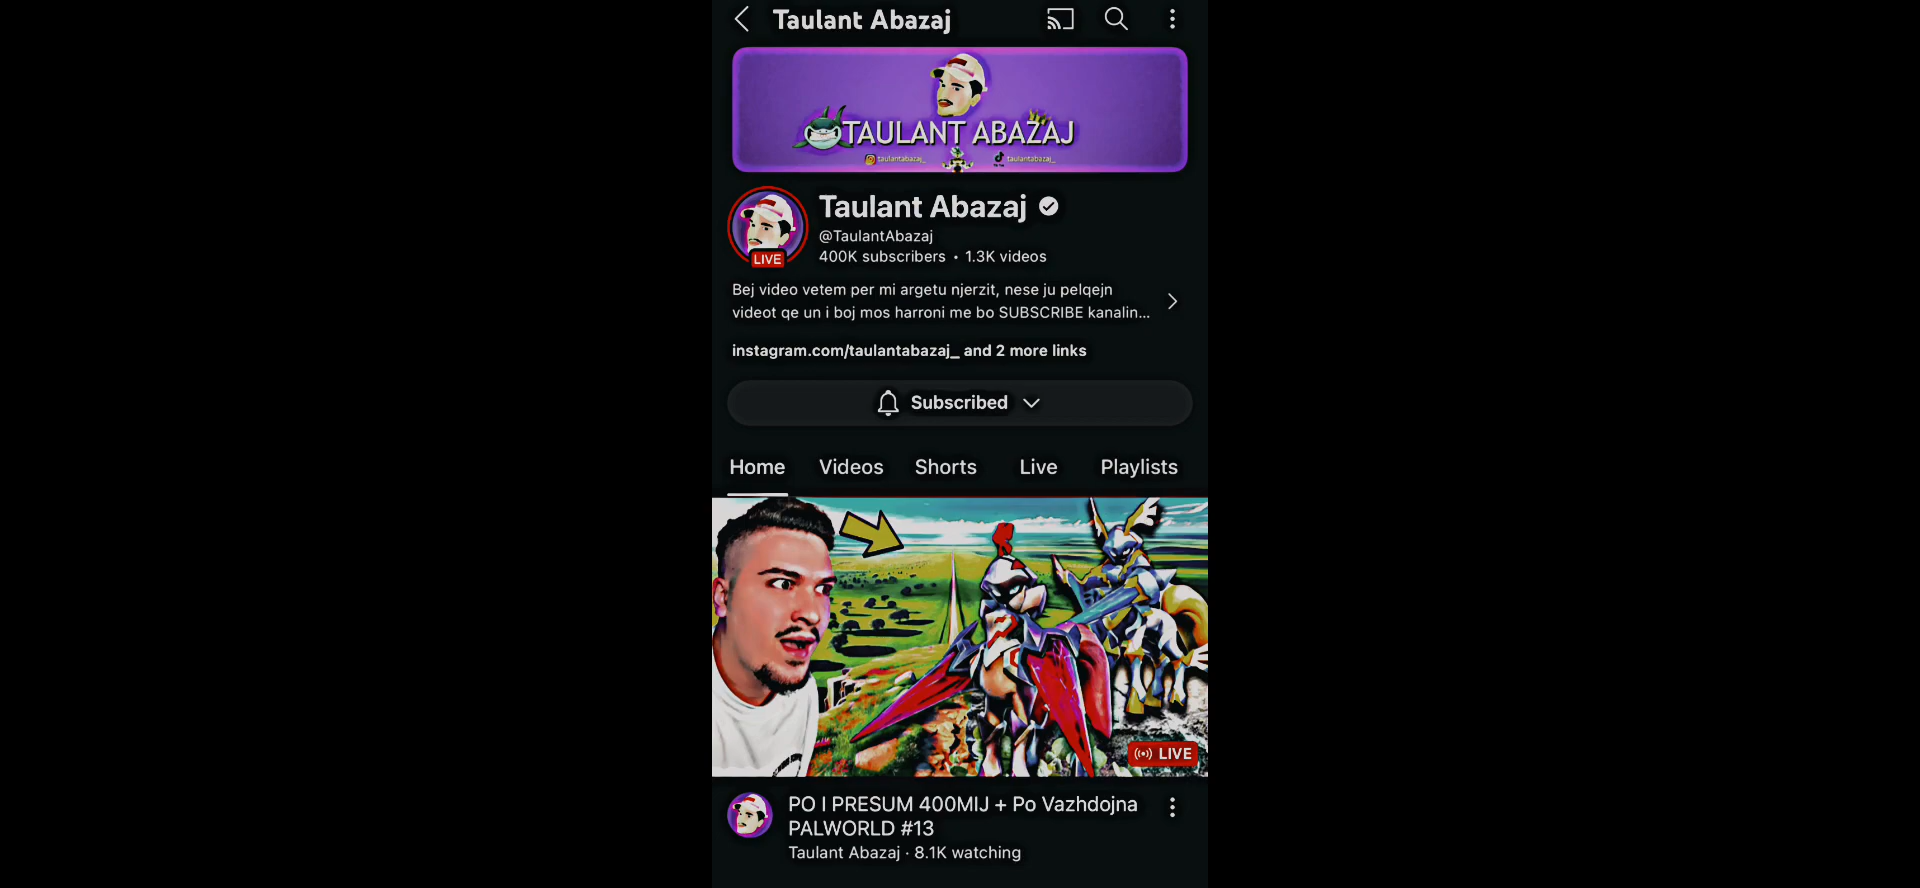 Taulant Abazaj
TAULANT ABAZAJ
taulantabazaj_
taulantabazaj_
Taulant Abazaj
@TaulantAbazaj
LIVE
400K subscribers • 1.3K videos
Bej video vetem per mi argetu njerzit, nese ju pelqejn
videot qe un i boj mos harroni me bo SUBSCRIBE kanalin...
instagram.com/taulantabazaj_ and 2 more links
Subscribed
Home Videos Shorts Live Playlists
LIVE
PO I PRESUM 400MIJ + Po Vazhdojna
PALWORLD #13
Taulant Abazaj · 8.1K watching